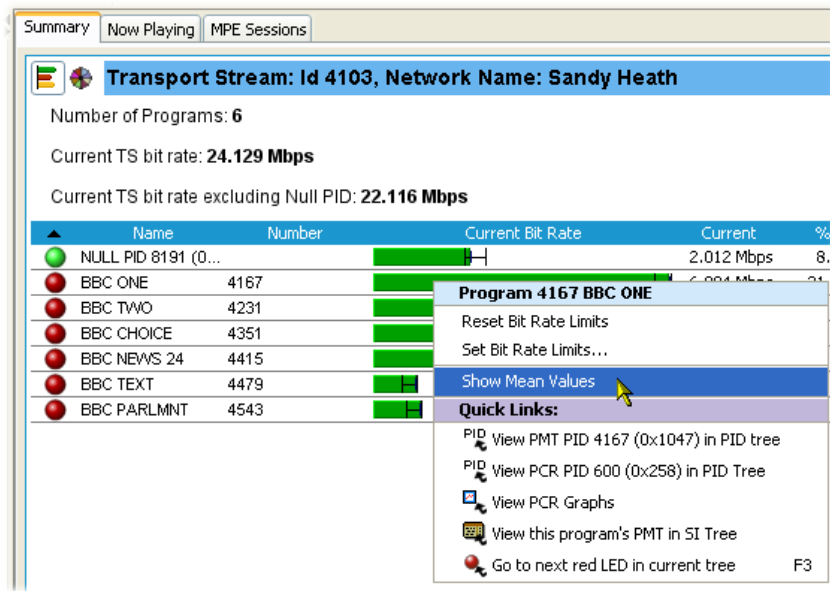 Summary Now Playing MPE Sessions
Transport Stream: Id 4103, Network Name: Sandy Heath
Number of Programs: 6
Current TS bit rate: 24.129 Mbps
Current TS bit rate excluding Null PID: 22.116 Mbps
Name Number Current Bit Rate Current %
NULL PID 8191 (0... 2.012 Mbps 8.
BBC ONE 4167
BBC TWO 4231
BBC CHOICE 4351
BBC NEWS 24 4415
BBC TEXT 4479
BBC PARLMNT 4543
Program 4167 BBC ONE
Reset Bit Rate Limits
Set Bit Rate Limits...
Show Mean Values
Quick Links:
PID View PMT PID 4167 (0x1047) in PID tree
PID View PCR PID 600 (0x258) in PID Tree
View PCR Graphs
View this program's PMT in SI Tree
Go to next red LED in current tree F3